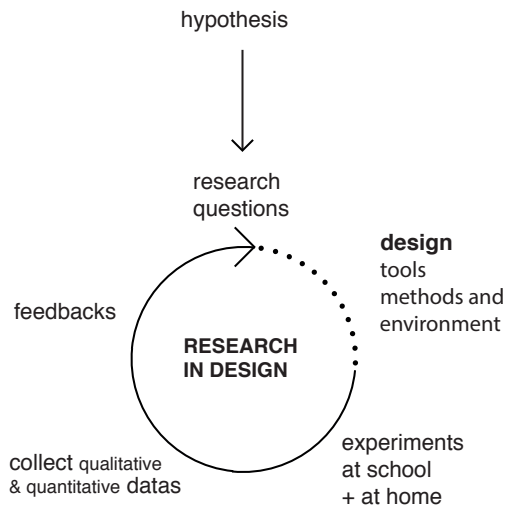 hypothesis
research
questions
design
tools
methods and
environment
feedbacks
RESEARCH
IN DESIGN
experiments
at school
+ at home
collect qualitative
& quantitative datas